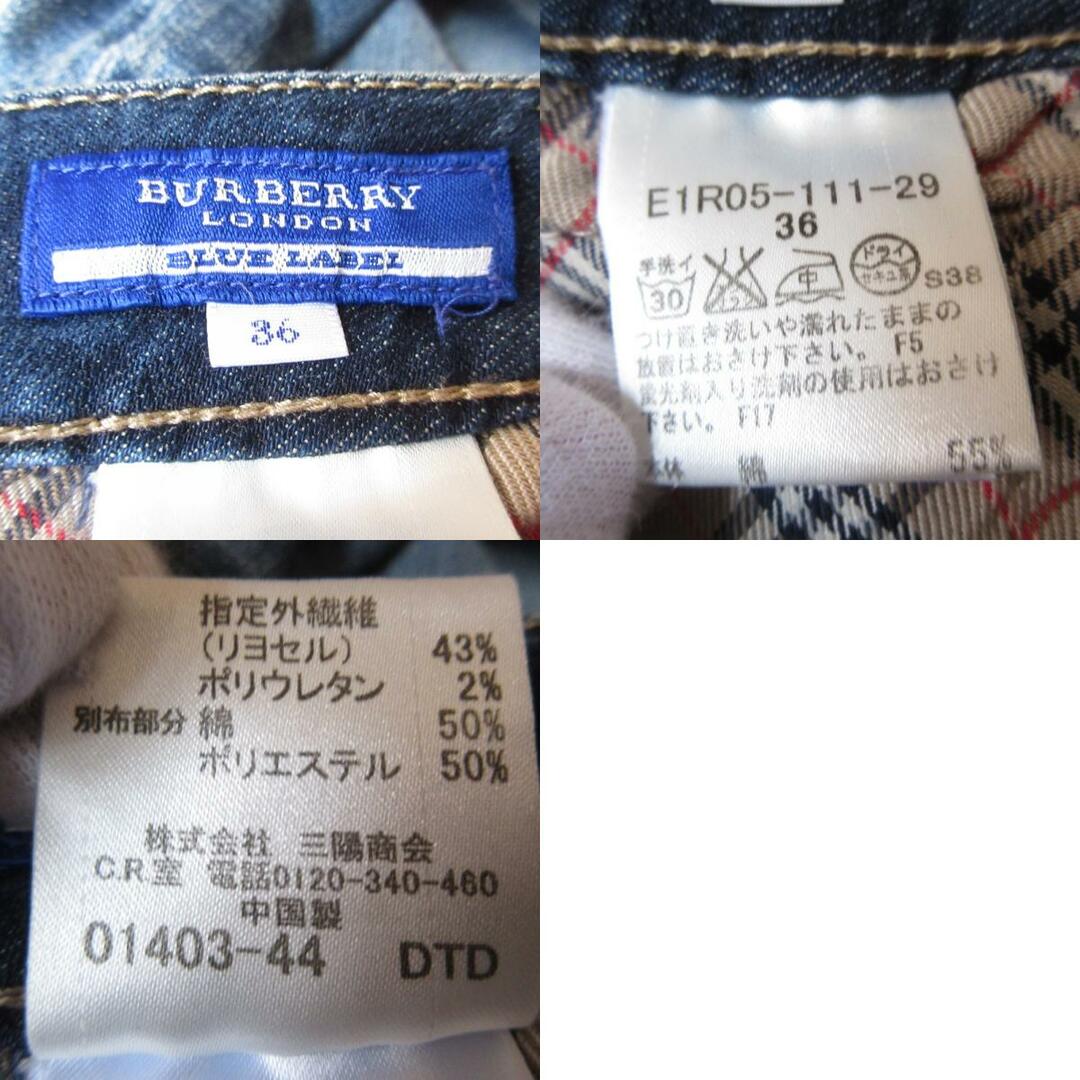 BURBERRY
LONDON
BLUE LABEL
36
E1R05-111-29
36
手洗イ
30
中
ドライ
S38
つけ置き洗いや濡れたままの
放置はおさけ下さい。 F5
蛍光剤入り洗剤の使用はおさけ
下さい。 F17
本体 綿 55%
指定外繊維
(リヨセル) 43%
ポリウレタン 2%
別布部分 綿 50%
ポリエステル 50%
株式会社 三陽商会
C.R.室 電話0120-340-460
中国製
01403-44 DTD